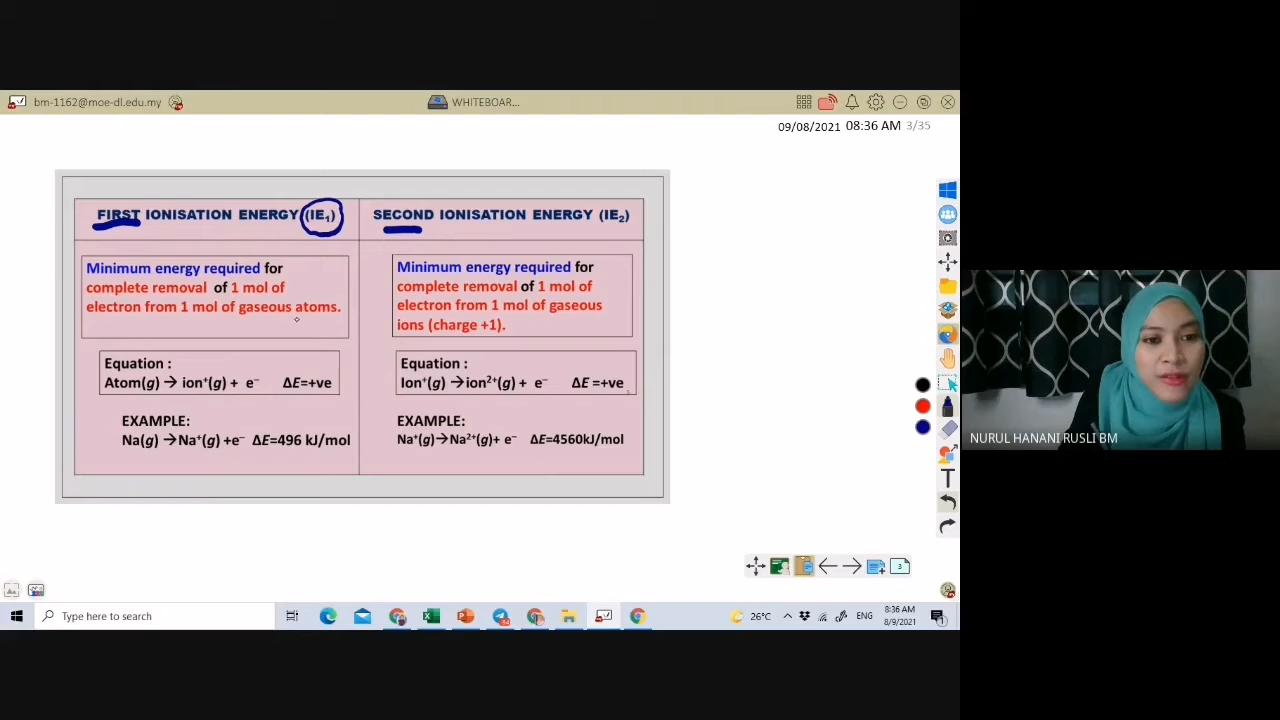 bm-1162@moe-dl.edu.my
WHITEBOAR...
09/08/2021 08:36 AM 3/35
FIRST IONISATION ENERGY (IE₁)
Minimum energy required for
complete removal of 1 mol of
electron from 1 mol of gaseous atoms.
Equation :
Atom(g) → ion⁺(g) + e⁻ ΔE=+ve
EXAMPLE:
Na(g) →Na⁺(g) +e⁻ ΔE=496 kJ/mol
SECOND IONISATION ENERGY (IE₂)
Minimum energy required for
complete removal of 1 mol of
electron from 1 mol of gaseous
ions (charge +1).
Equation :
Ion⁺(g) →ion²⁺(g) + e⁻ ΔE =+ve
EXAMPLE:
Na⁺(g)→Na²⁺(g)+ e⁻ ΔE=4560kJ/mol
T
3
NURUL HANANI RUSLI BM
Type here to search
26°C
ENG
8:36 AM
8/9/2021
1